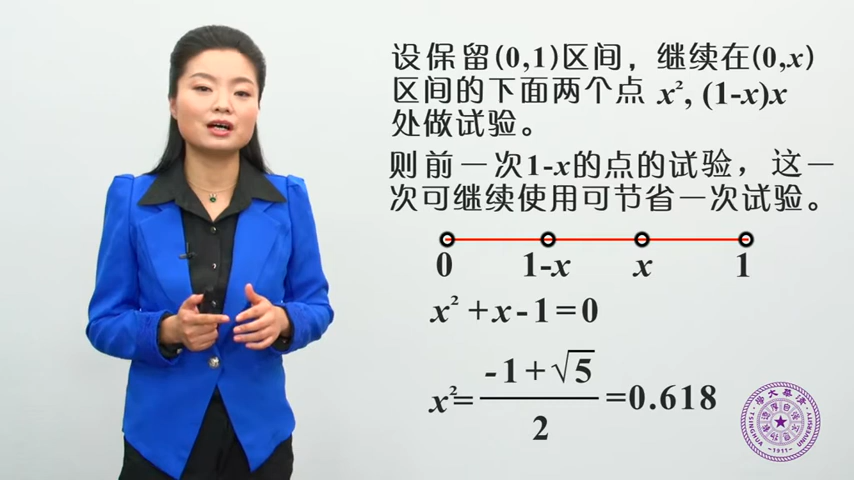 设保留(0,1)区间，继续在(0,x)
区间的下面两个点 x², (1-x)x
处做试验。
则前一次1-x的点的试验，这一
次可继续使用可节省一次试验。
0 1-x x 1
x² +x-1=0
x²= (-1+√5)/2 =0.618
TSINGHUA UNIVERSITY
1911